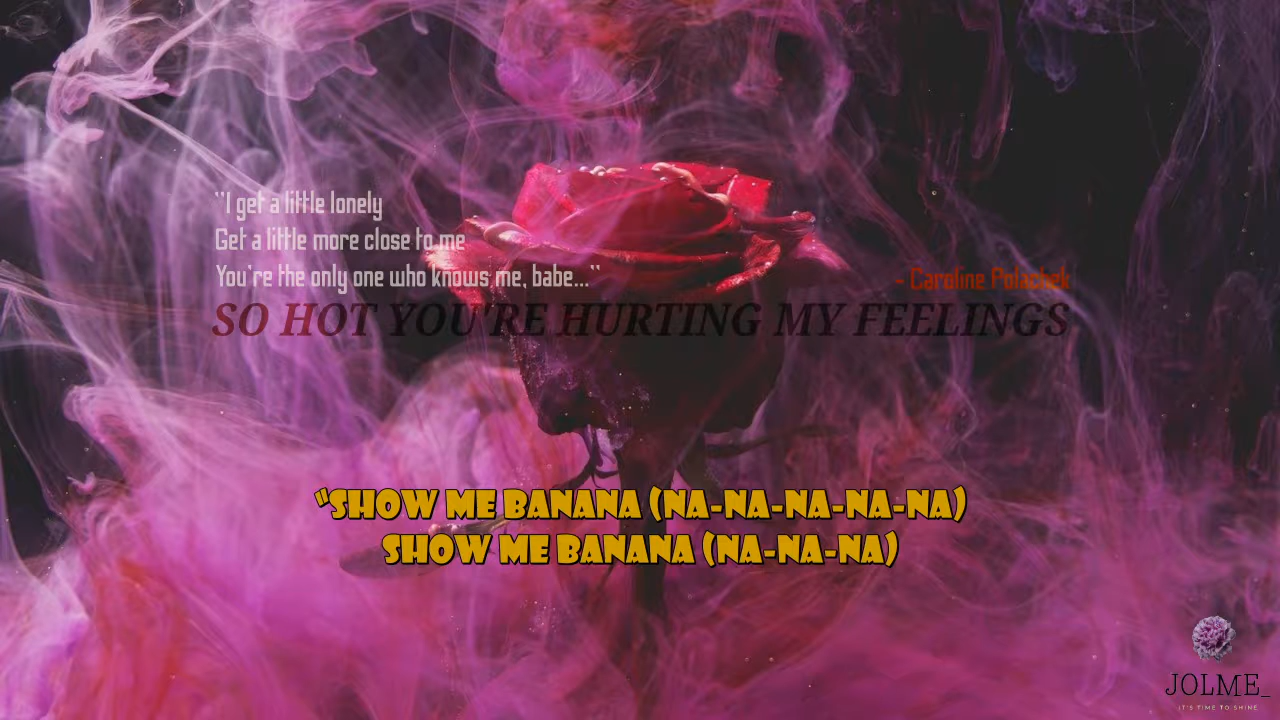 "I get a little lonely
Get a little more close to me
You're the only one who knows me, babe..."
- Caroline Polachek
SO HOT YOU'RE HURTING MY FEELINGS
"SHOW ME BANANA (NA-NA-NA-NA-NA)
SHOW ME BANANA (NA-NA-NA)
JOLME_
IT'S TIME TO SHINE